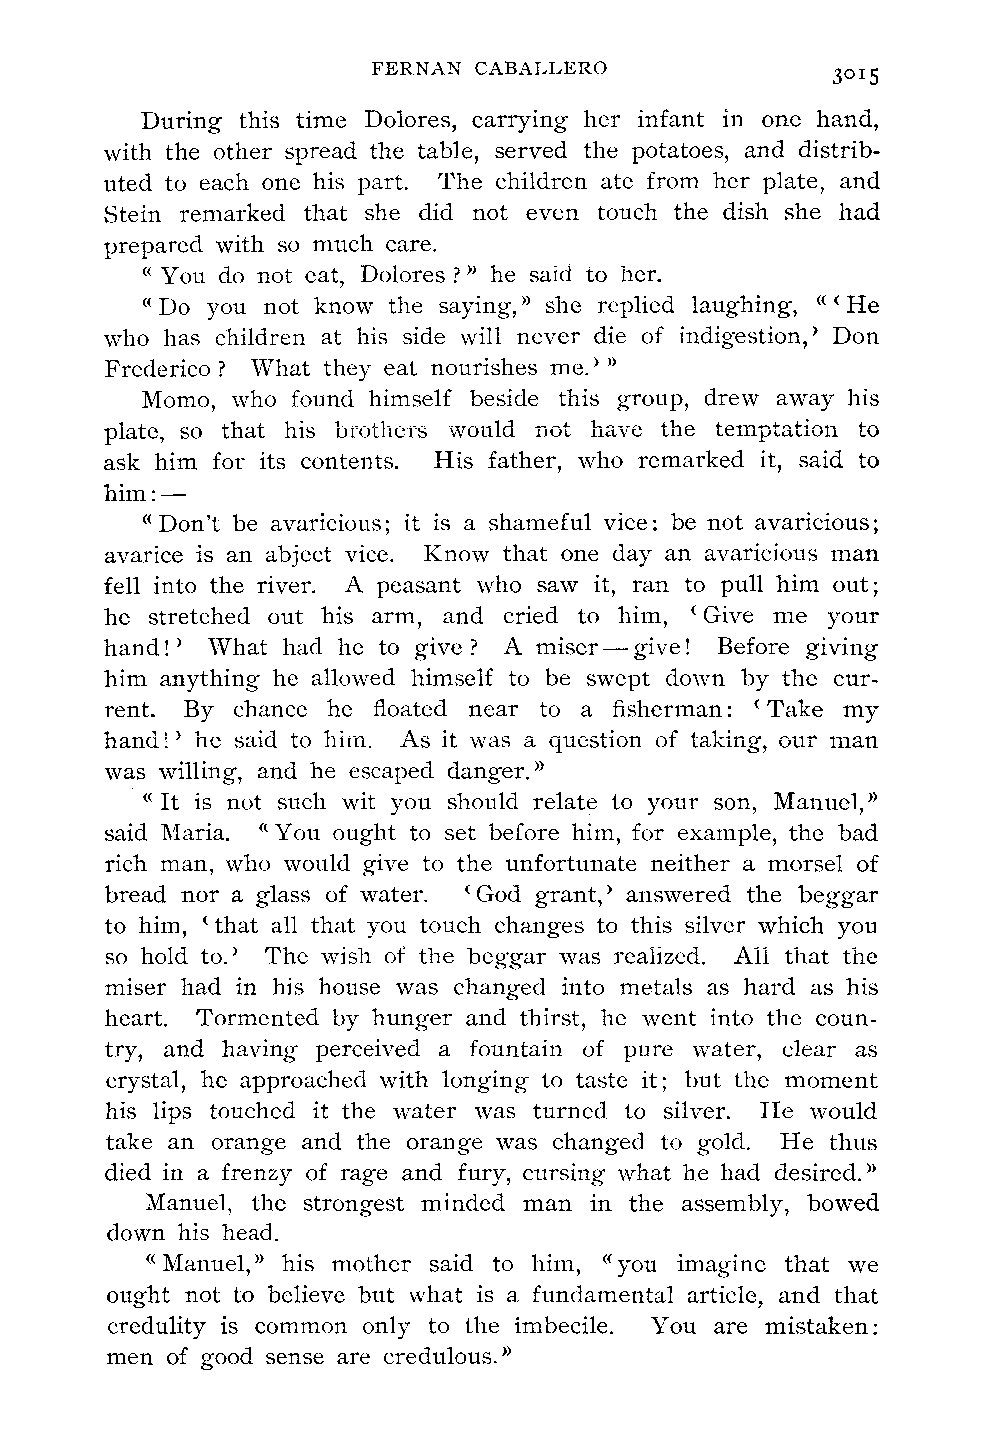 FERNAN CABALLERO 3015
During this time Dolores, carrying her infant in one hand,
with the other spread the table, served the potatoes, and distrib-
uted to each one his part. The children ate from her plate, and
Stein remarked that she did not even touch the dish she had
prepared with so much care.
“You do not eat, Dolores?” he said to her.
“Do you not know the saying,” she replied laughing, “‘He
who has children at his side will never die of indigestion,’ Don
Frederico? What they eat nourishes me.’”
Momo, who found himself beside this group, drew away his
plate, so that his brothers would not have the temptation to
ask him for its contents. His father, who remarked it, said to
him:—
“Don't be avaricious; it is a shameful vice: be not avaricious;
avarice is an abject vice. Know that one day an avaricious man
fell into the river. A peasant who saw it, ran to pull him out;
he stretched out his arm, and cried to him, ‘Give me your
hand!’ What had he to give? A miser—give! Before giving
him anything he allowed himself to be swept down by the cur-
rent. By chance he floated near to a fisherman: ‘Take my
hand!’ he said to him. As it was a question of taking, our man
was willing, and he escaped danger.”
“It is not such wit you should relate to your son, Manuel,”
said Maria. “You ought to set before him, for example, the bad
rich man, who would give to the unfortunate neither a morsel of
bread nor a glass of water. ‘God grant,’ answered the beggar
to him, ‘that all that you touch changes to this silver which you
so hold to.’ The wish of the beggar was realized. All that the
miser had in his house was changed into metals as hard as his
heart. Tormented by hunger and thirst, he went into the coun-
try, and having perceived a fountain of pure water, clear as
crystal, he approached with longing to taste it; but the moment
his lips touched it the water was turned to silver. He would
take an orange and the orange was changed to gold. He thus
died in a frenzy of rage and fury, cursing what he had desired.”
Manuel, the strongest minded man in the assembly, bowed
down his head.
“Manuel,” his mother said to him, “you imagine that we
ought not to believe but what is a fundamental article, and that
credulity is common only to the imbecile. You are mistaken:
men of good sense are credulous.”